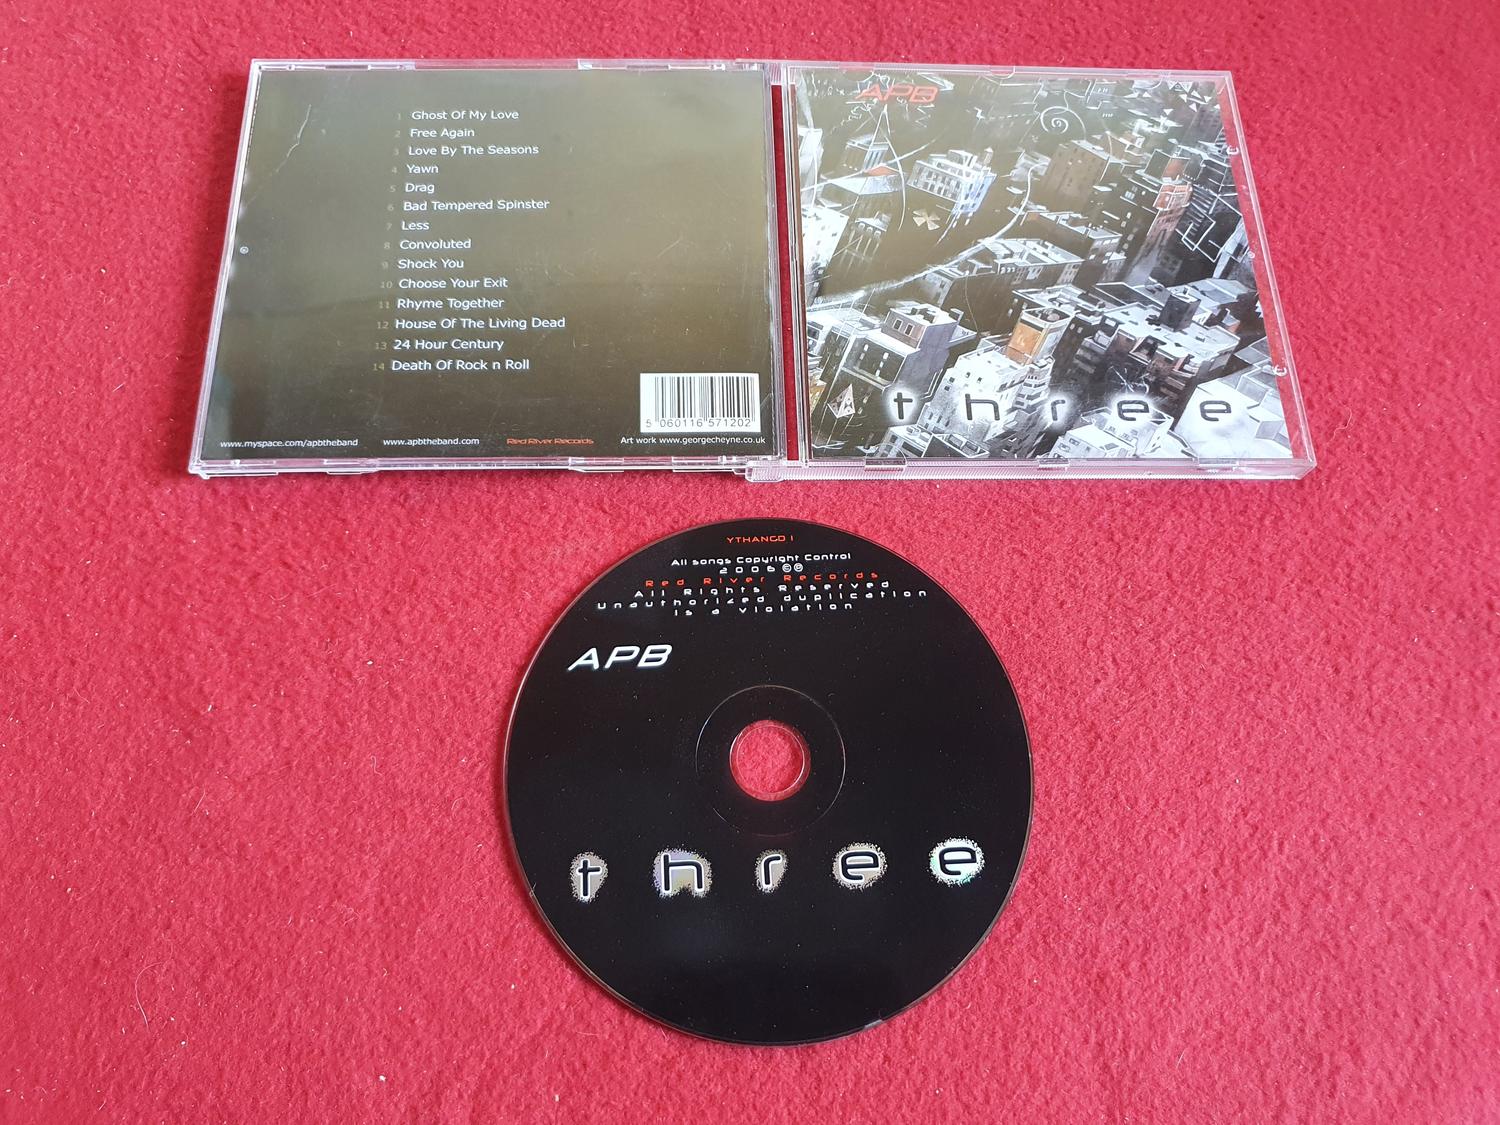 1 Ghost Of My Love
2 Free Again
3 Love By The Seasons
4 Yawn
5 Drag
6 Bad Tempered Spinster
7 Less
8 Convoluted
9 Shock You
10 Choose Your Exit
11 Rhyme Together
12 House Of The Living Dead
13 24 Hour Century
14 Death Of Rock n Roll
5 060116 571202
www.myspace.com/apbtheband www.apbtheband.com Red River Records Art work www.georgecheyne.co.uk
APB
three
YTHANCD 1
All songs Copyright Control
2006 ©℗
Red River Records
All Rights Reserved
Unauthorized duplication
is a violation
APB
three